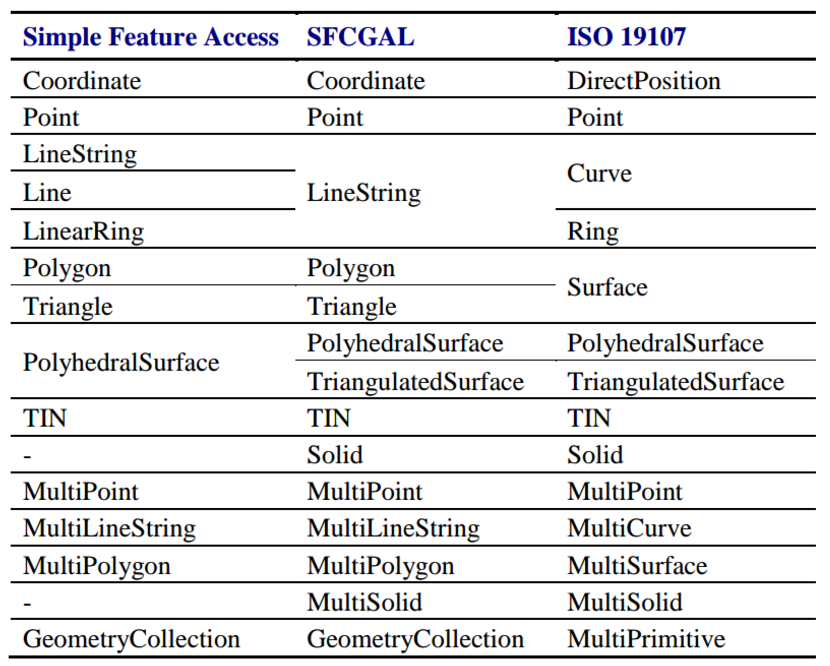 Simple Feature Access SFCGAL ISO 19107
Coordinate Coordinate DirectPosition
Point Point Point
LineString
Curve
Line LineString
LinearRing Ring
Polygon Polygon
Surface
Triangle Triangle
PolyhedralSurface PolyhedralSurface
PolyhedralSurface
TriangulatedSurface TriangulatedSurface
TIN TIN TIN
- Solid Solid
MultiPoint MultiPoint MultiPoint
MultiLineString MultiLineString MultiCurve
MultiPolygon MultiPolygon MultiSurface
- MultiSolid MultiSolid
GeometryCollection GeometryCollection MultiPrimitive